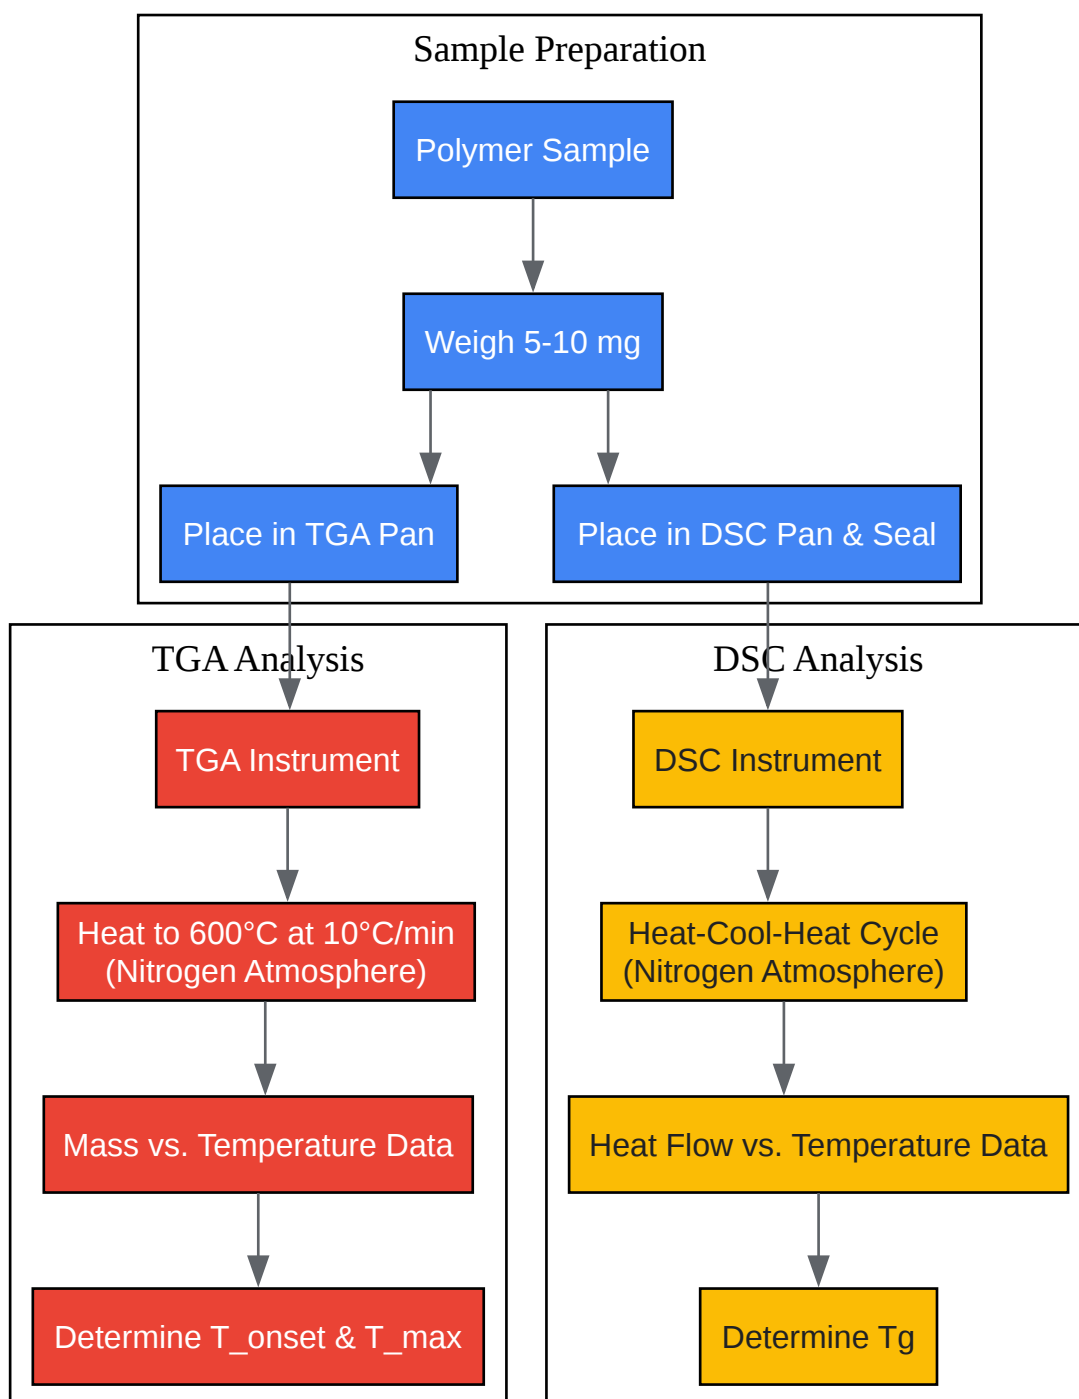 Sample Preparation
Polymer Sample
Weigh 5-10 mg
Place in TGA Pan
Place in DSC Pan & Seal
TGA Analysis
TGA Instrument
Heat to 600°C at 10°C/min
(Nitrogen Atmosphere)
Mass vs. Temperature Data
Determine T_onset & T_max
DSC Analysis
DSC Instrument
Heat-Cool-Heat Cycle
(Nitrogen Atmosphere)
Heat Flow vs. Temperature Data
Determine Tg